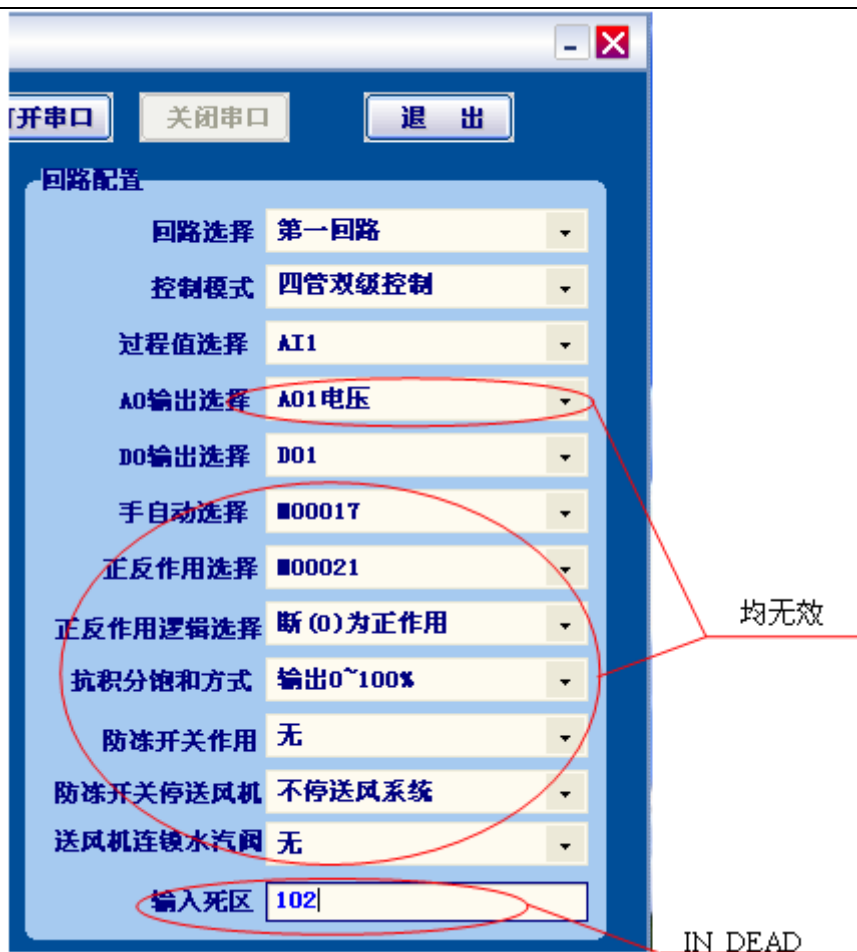 开串口 关闭串口 退 出
回路配置
回路选择 第一回路
控制模式 四管双级控制
过程值选择 AI1
AO输出选择 AO1电压
DO输出选择 DO1
手自动选择 M00017
正反作用选择 M00021
正反作用逻辑选择 断(0)为正作用
抗积分饱和方式 输出0~100%
防冻开关作用 无
防冻开关停送风机 不停送风系统
送风机连锁水汽阀 无
输入死区 102
均无效
IN DEAD